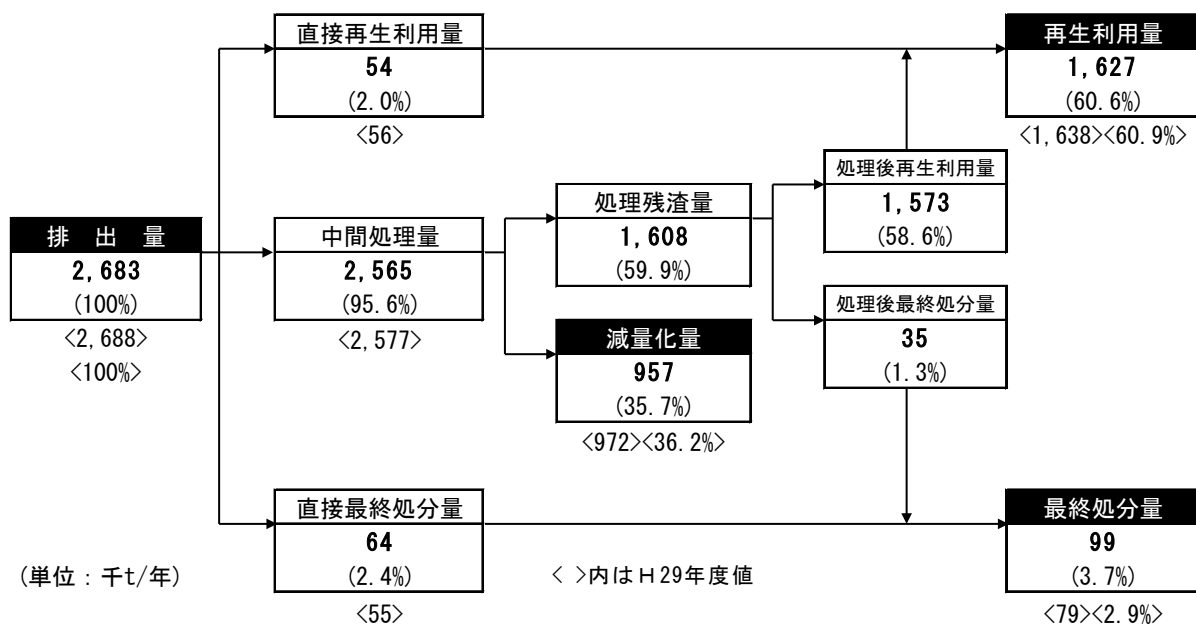 直接再生利用量
54
(2.0%)
<56>
再生利用量
1,627
(60.6%)
<1,638><60.9%>
処理後再生利用量
1,573
(58.6%)
処理残渣量
1,608
(59.9%)
排 出 量
2,683
(100%)
<2,688>
<100%>
中間処理量
2,565
(95.6%)
<2,577>
処理後最終処分量
35
(1.3%)
減量化量
957
(35.7%)
<972><36.2%>
直接最終処分量
64
(2.4%)
<55>
最終処分量
99
(3.7%)
<79><2.9%>
(単位：千t/年)
< >内はH29年度値